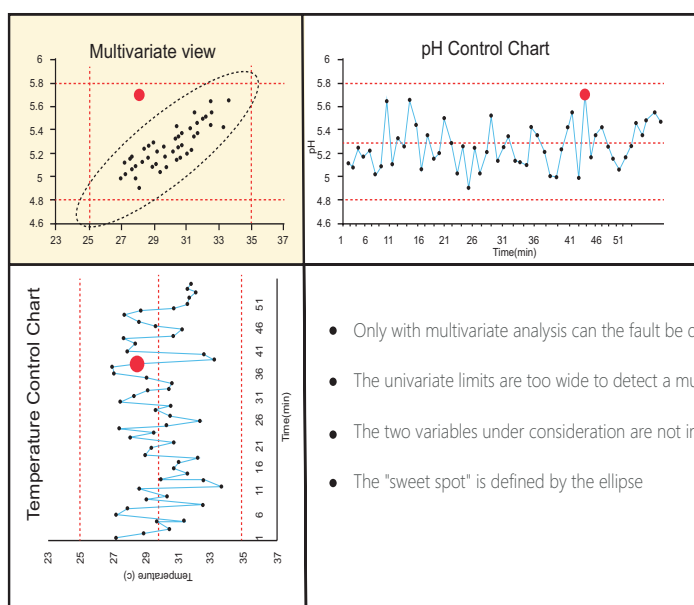 Multivariate view
6
5.8
5.6
5.4
5.2
5
4.8
4.6
23 25 27 29 31 33 35 37
pH Control Chart
pH
6
5.8
5.6
5.4
5.2
5
4.8
4.6
1 6 11 16 21 26 31 36 41 46 51
Time(min)
Temperature Control Chart
51
46
41
36
31
26
21
16
11
6
1
Time(min)
23 25 27 29 31 33 35 37
Temperature (c)
• Only with multivariate analysis can the fault be
• The univariate limits are too wide to detect a
• The two variables under consideration are not
• The "sweet spot" is defined by the ellipse